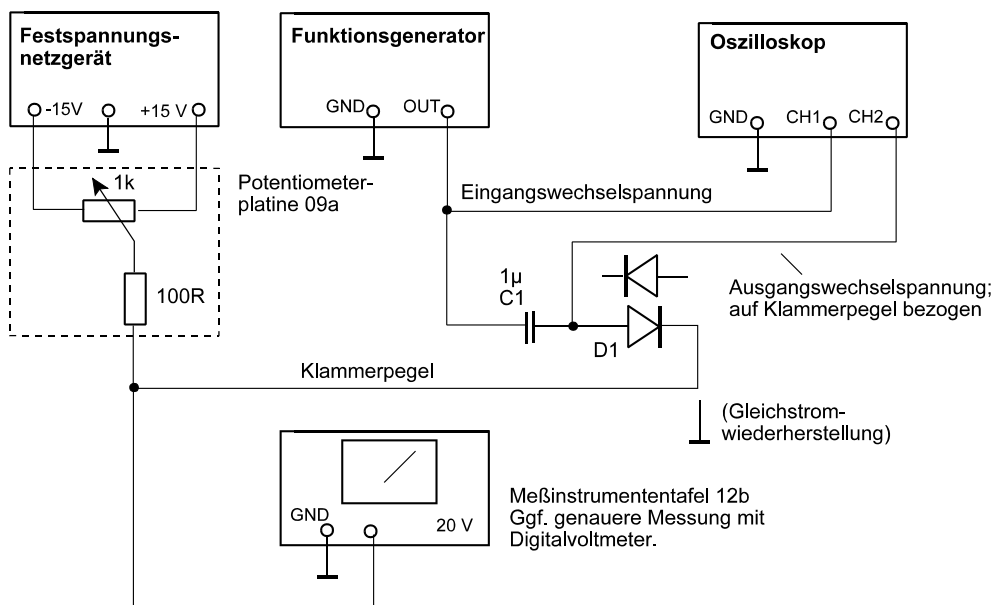 Festspannungs-
netzgerät
-15V
+15 V
Funktionsgenerator
GND
OUT
Oszilloskop
GND
CH1
CH2
1k
100R
Potentiometer-
platine 09a
Eingangswechselspannung
1µ
C1
D1
Ausgangswechselspannung;
auf Klammerpegel bezogen
Klammerpegel
(Gleichstrom-
wiederherstellung)
GND
20 V
Meßinstrumententafel 12b
Ggf. genauere Messung mit
Digitalvoltmeter.